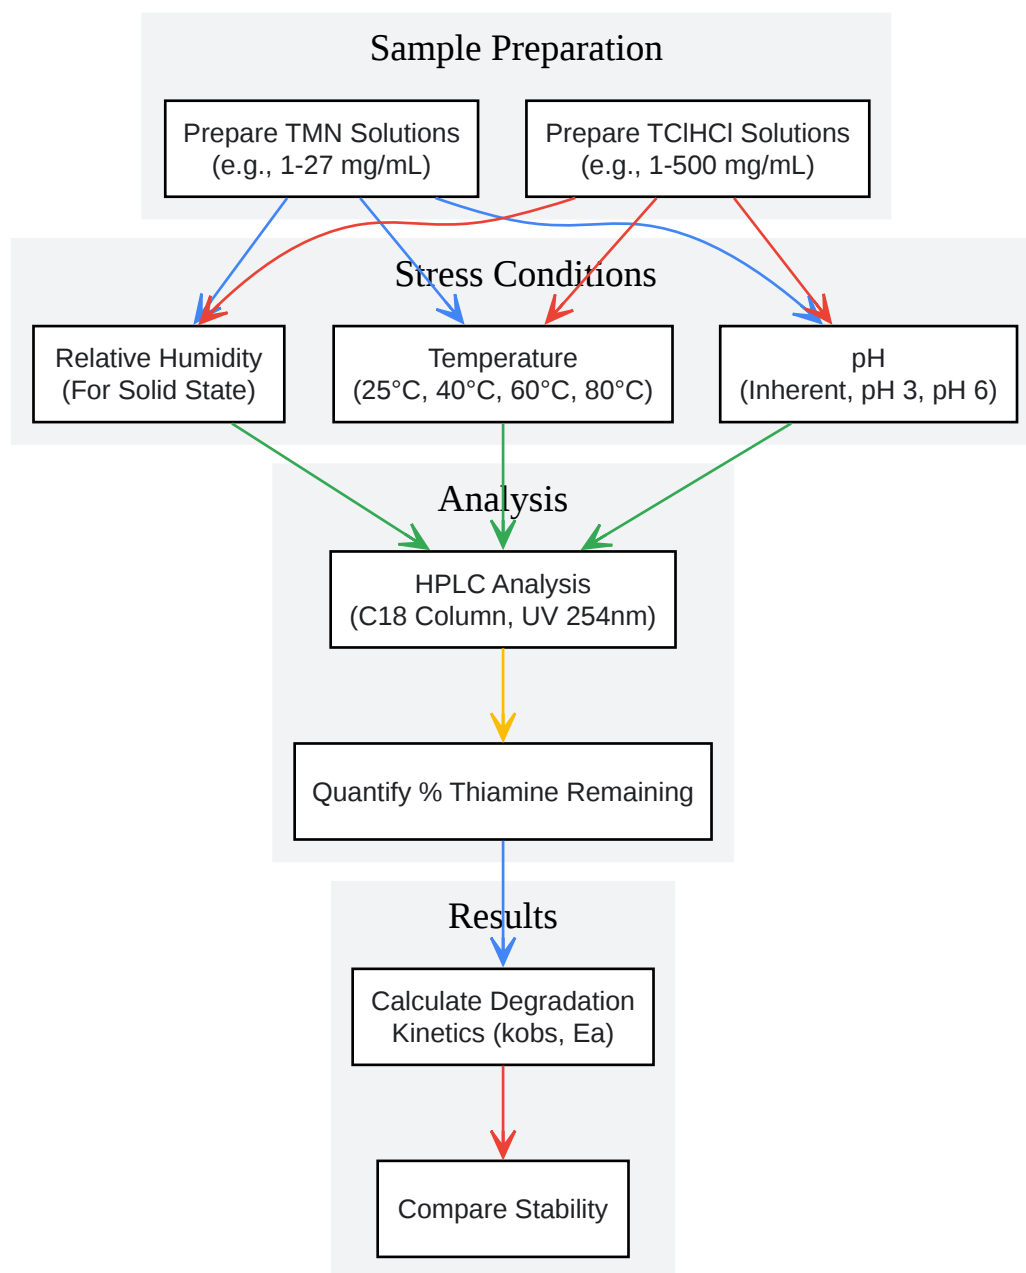 Sample Preparation
Prepare TMN Solutions
(e.g., 1-27 mg/mL)
Prepare TClHCl Solutions
(e.g., 1-500 mg/mL)
Stress Conditions
Relative Humidity
(For Solid State)
Temperature
(25°C, 40°C, 60°C, 80°C)
pH
(Inherent, pH 3, pH 6)
Analysis
HPLC Analysis
(C18 Column, UV 254nm)
Quantify % Thiamine Remaining
Results
Calculate Degradation
Kinetics (kobs, Ea)
Compare Stability